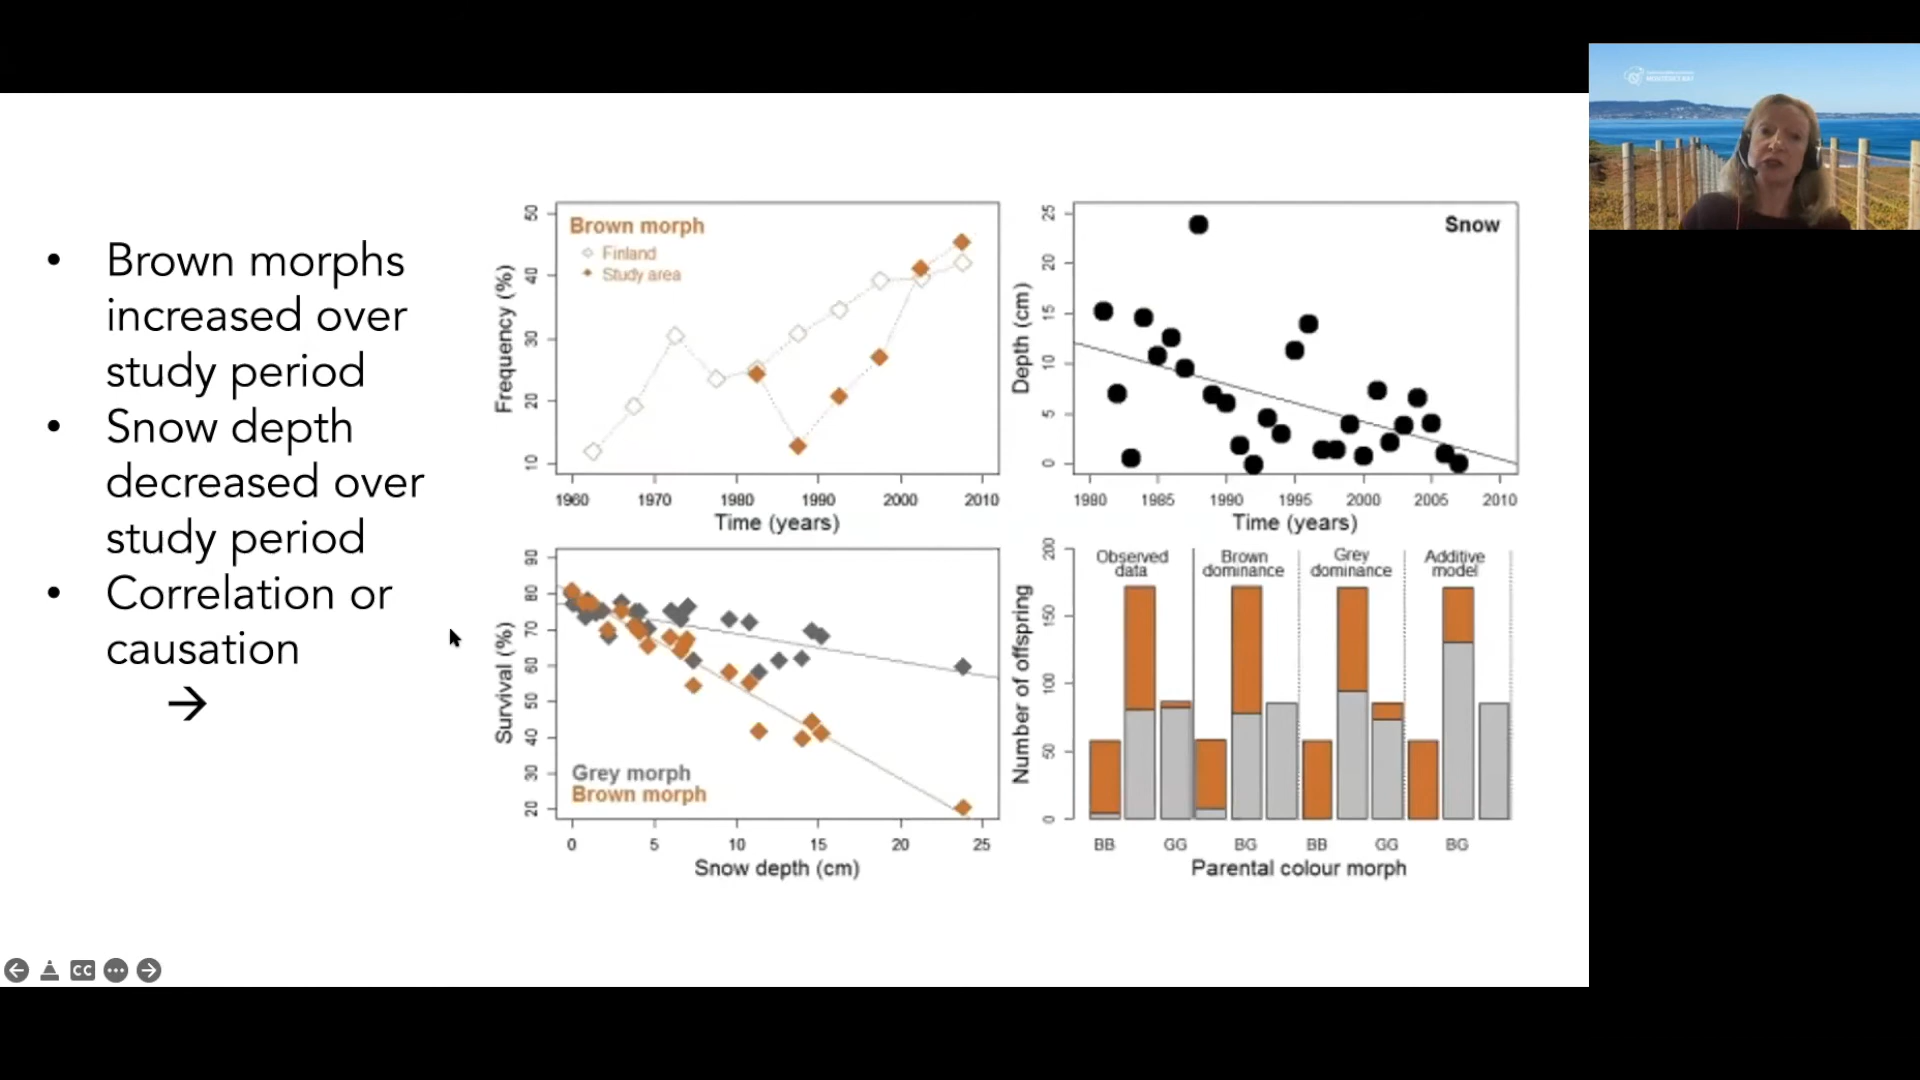 • Brown morphs
increased over
study period
• Snow depth
decreased over
study period
• Correlation or
causation
→
Brown morph
Finland
Study area
Frequency (%)
50
40
30
20
10
1960 1970 1980 1990 2000 2010
Time (years)
Snow
Depth (cm)
25
20
15
10
5
0
1980 1985 1990 1995 2000 2005 2010
Time (years)
Survival (%)
90
80
70
60
50
40
30
20
Grey morph
Brown morph
0 5 10 15 20 25
Snow depth (cm)
Number of offspring
200
150
100
50
0
Observed data
Brown dominance
Grey dominance
Additive model
BB GG BG BB GG BG
Parental colour morph
CC